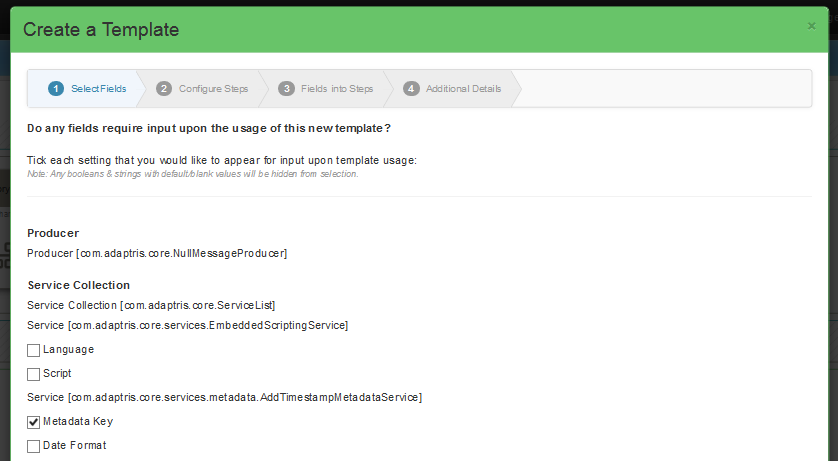 Create a Template
×
1 Select Fields 2 Configure Steps 3 Fields into Steps 4 Additional Details
Do any fields require input upon the usage of this new template?
Tick each setting that you would like to appear for input upon template usage:
Note: Any booleans & strings with default/blank values will be hidden from selection.
Producer
Producer [com.adaptris.core.NullMessageProducer]
Service Collection
Service Collection [com.adaptris.core.ServiceList]
Service [com.adaptris.core.services.EmbeddedScriptingService]
Language
Script
Service [com.adaptris.core.services.metadata.AddTimestampMetadataService]
Metadata Key
Date Format